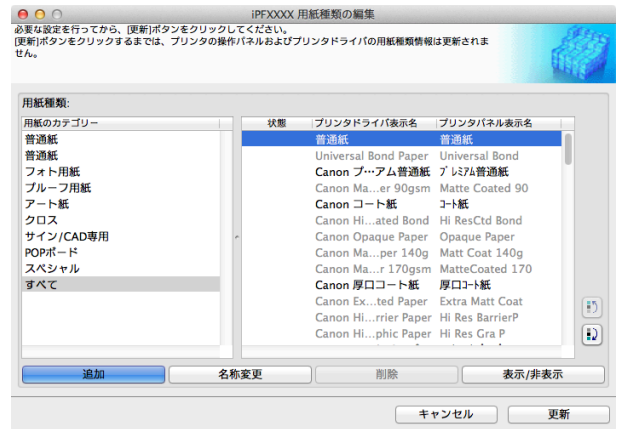 iPFXXXX 用紙種類の編集
必要な設定を行ってから、[更新]ボタンをクリックしてください。
[更新]ボタンをクリックするまでは、プリンタの操作パネルおよびプリンタドライバの用紙種類情報は更新されま
せん。
用紙種類:
用紙のカテゴリー
普通紙
普通紙
フォト用紙
プルーフ用紙
アート紙
クロス
サイン/CAD専用
POPボード
スペシャル
すべて
状態 プリンタドライバ表示名 プリンタパネル表示名
普通紙 普通紙
Universal Bond Paper Universal Bond
Canon プ…アム普通紙 プレミアム普通紙
Canon Ma…er 90gsm Matte Coated 90
Canon コート紙 コート紙
Canon Hi…ated Bond Hi ResCtd Bond
Canon Opaque Paper Opaque Paper
Canon Ma…per 140g Matt Coat 140g
Canon Ma…r 170gsm MatteCoated 170
Canon 厚口コート紙 厚口コート紙
Canon Ex…ted Paper Extra Matt Coat
Canon Hi…rrier Paper Hi Res BarrierP
Canon Hi…phic Paper Hi Res Gra P
追加 名称変更 削除 表示/非表示
キャンセル 更新